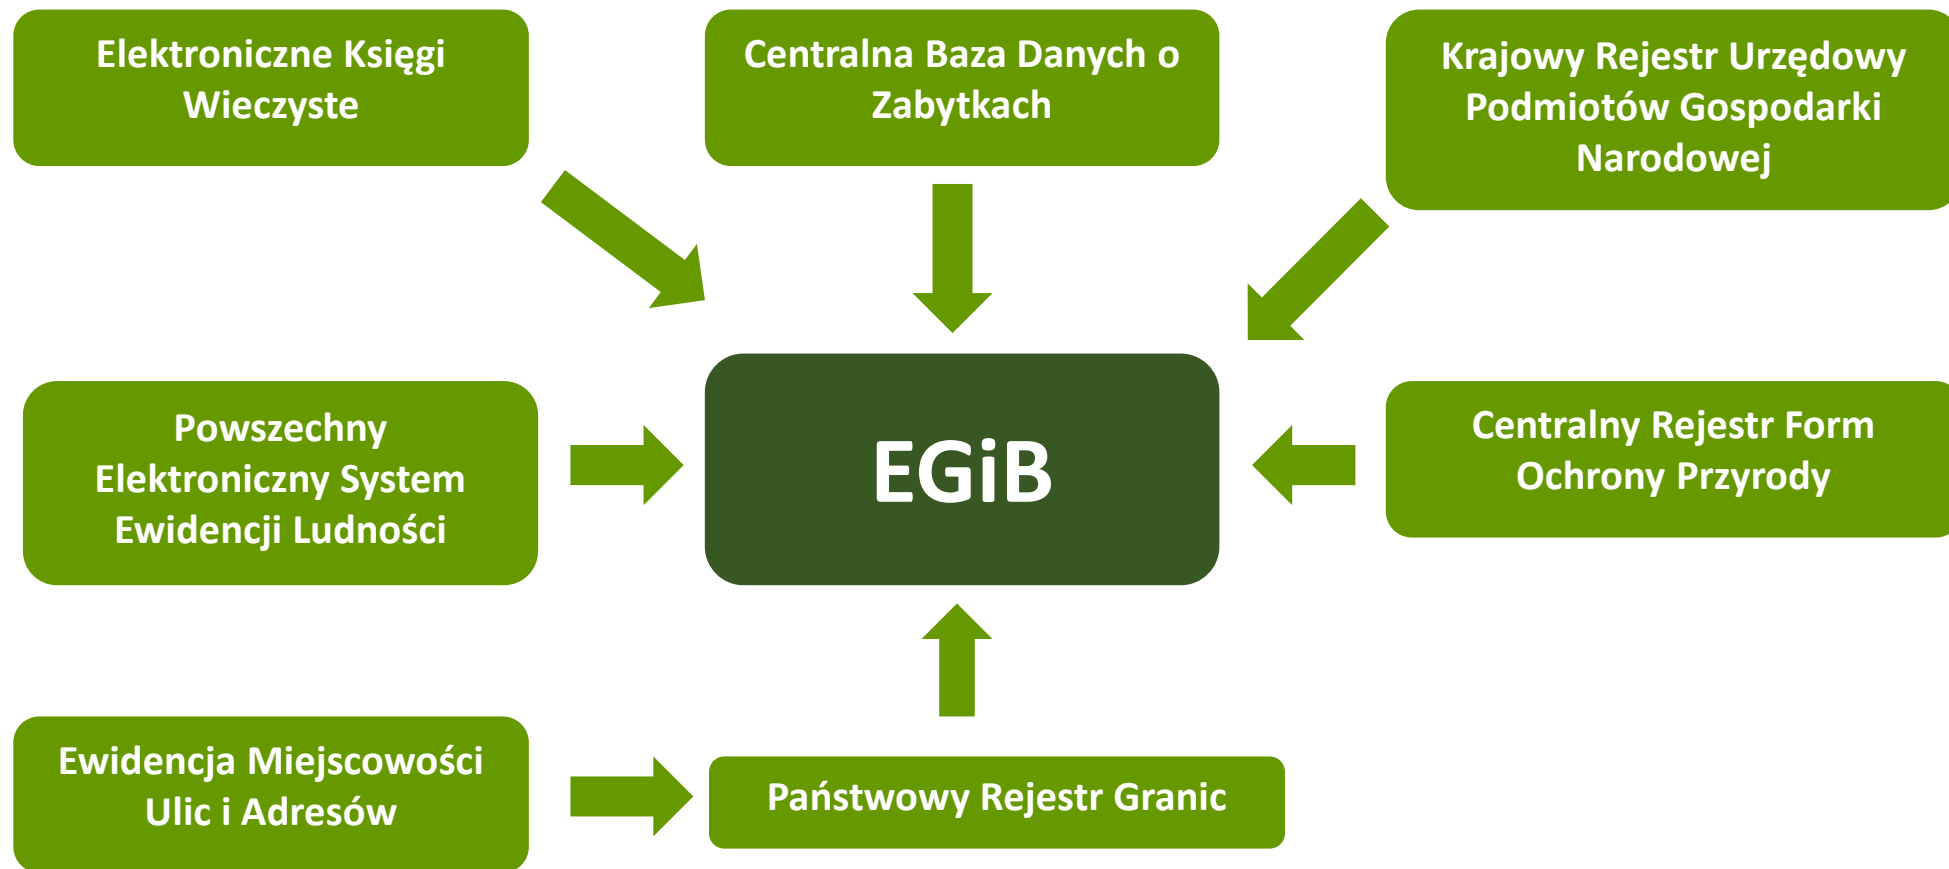 Elektroniczne Księgi
Wieczyste
Centralna Baza Danych o
Zabytkach
Krajowy Rejestr Urzędowy
Podmiotów Gospodarki
Narodowej
Powszechny
Elektroniczny System
Ewidencji Ludności
EGiB
Centralny Rejestr Form
Ochrony Przyrody
Ewidencja Miejscowości
Ulic i Adresów
Państwowy Rejestr Granic